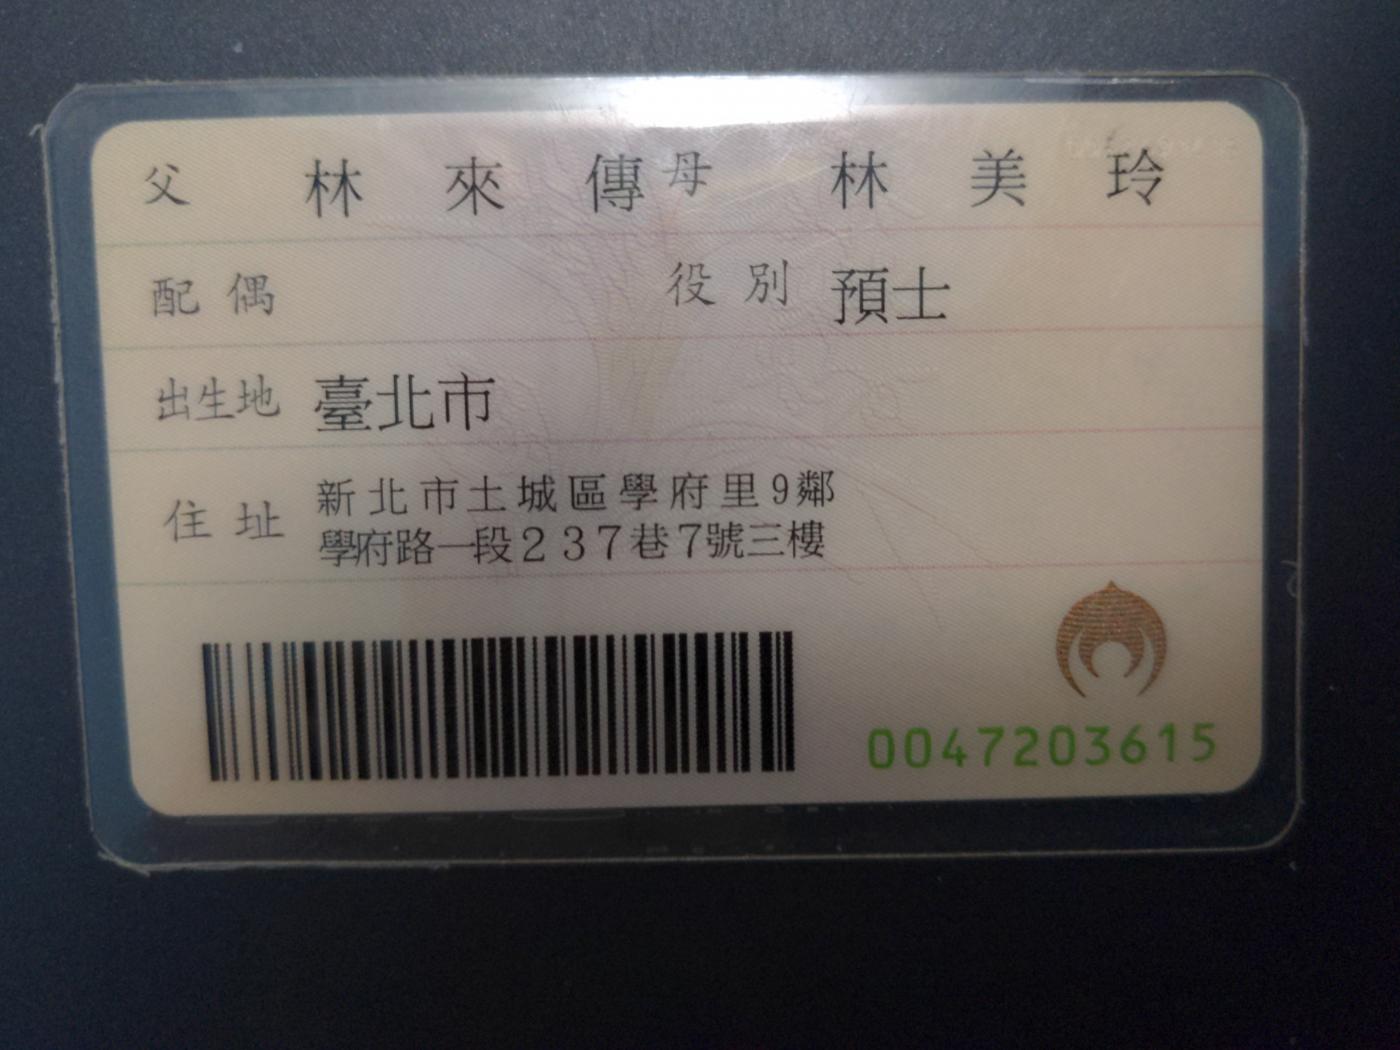 父 林來傳 母 林美玲
配偶 役別 預士
出生地 臺北市
住址 新北市土城區學府里9鄰
學府路一段237巷7號三樓
0047203615